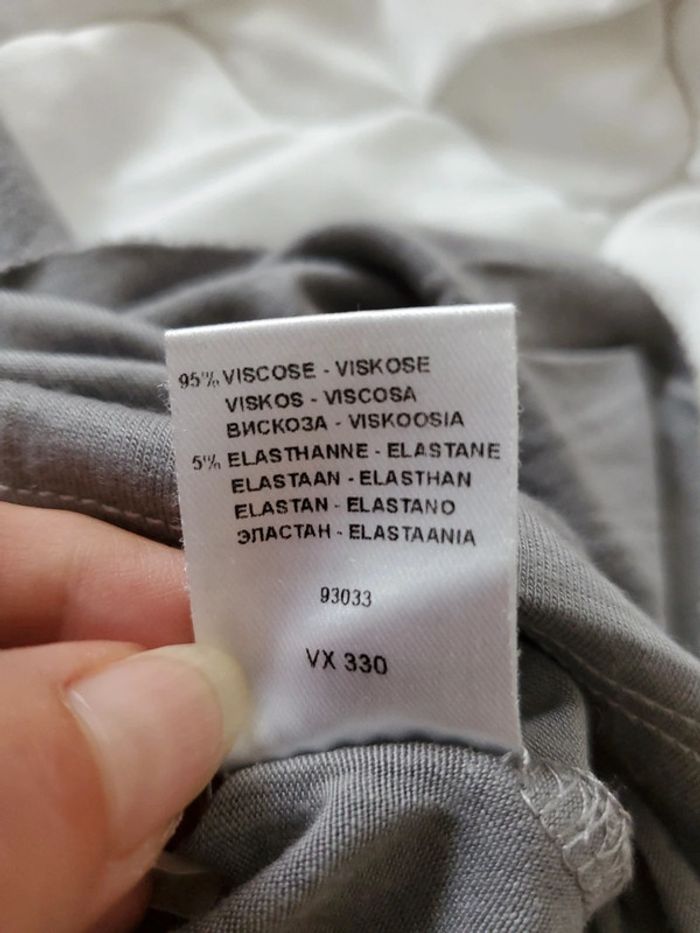 95% VISCOSE - VISKOSE
VISKOS - VISCOSA
ВИСКОЗА - VISKOOSIA
5% ELASTHANNE - ELASTANE
ELASTAAN - ELASTHAN
ELASTAN - ELASTANO
ЭЛАСТАН - ELASTAANIA
93033
VX 330